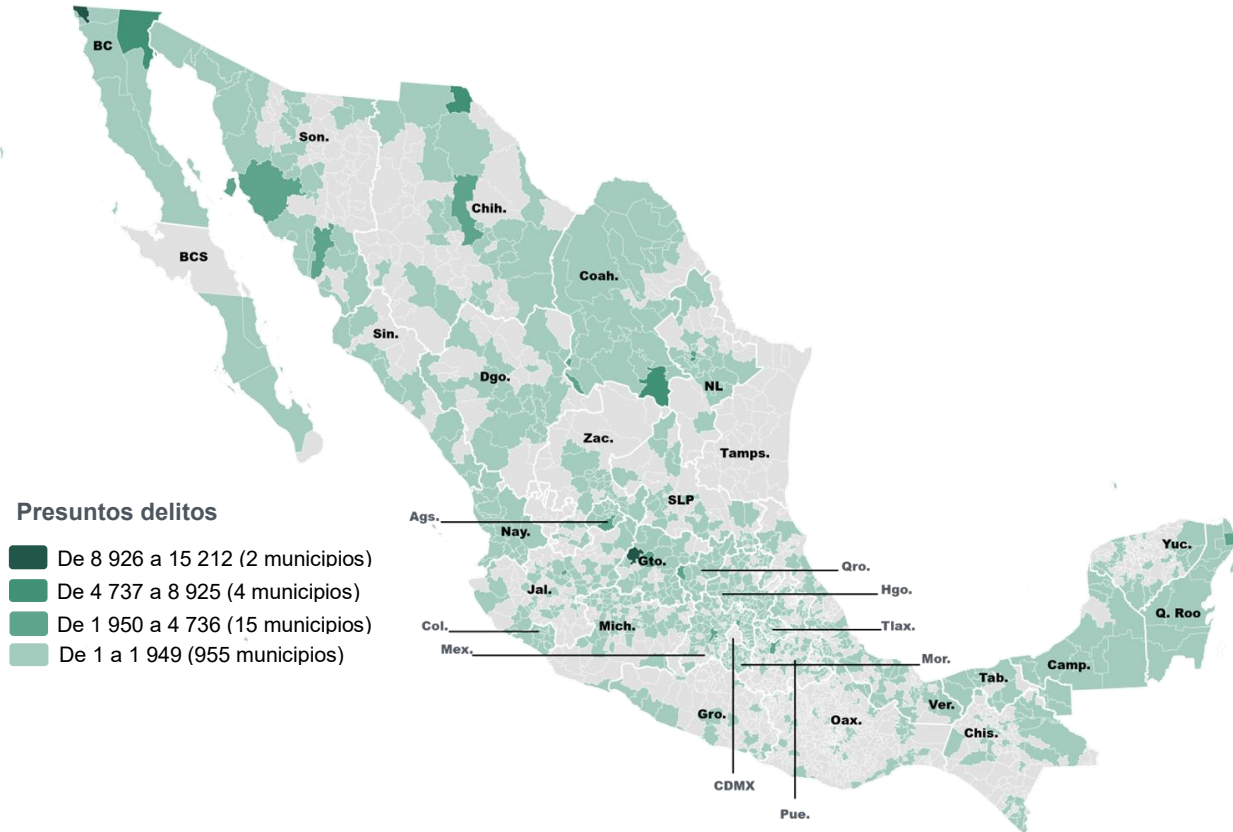 BC
Son.
Chih.
BCS
Coah.
Sin.
Dgo.
NL
Zac.
Tamps.
Presuntos delitos
De 8 926 a 15 212 (2 municipios)
De 4 737 a 8 925 (4 municipios)
De 1 950 a 4 736 (15 municipios)
De 1 a 1 949 (955 municipios)
SLP
Ags.
Nay.
Gto.
Yuc.
Qro.
Jal.
Hgo.
Q. Roo
Col.
Mich.
Tlax.
Mex.
Mor.
Camp.
Tab.
Ver.
Gro.
Oax.
Chis.
CDMX
Pue.